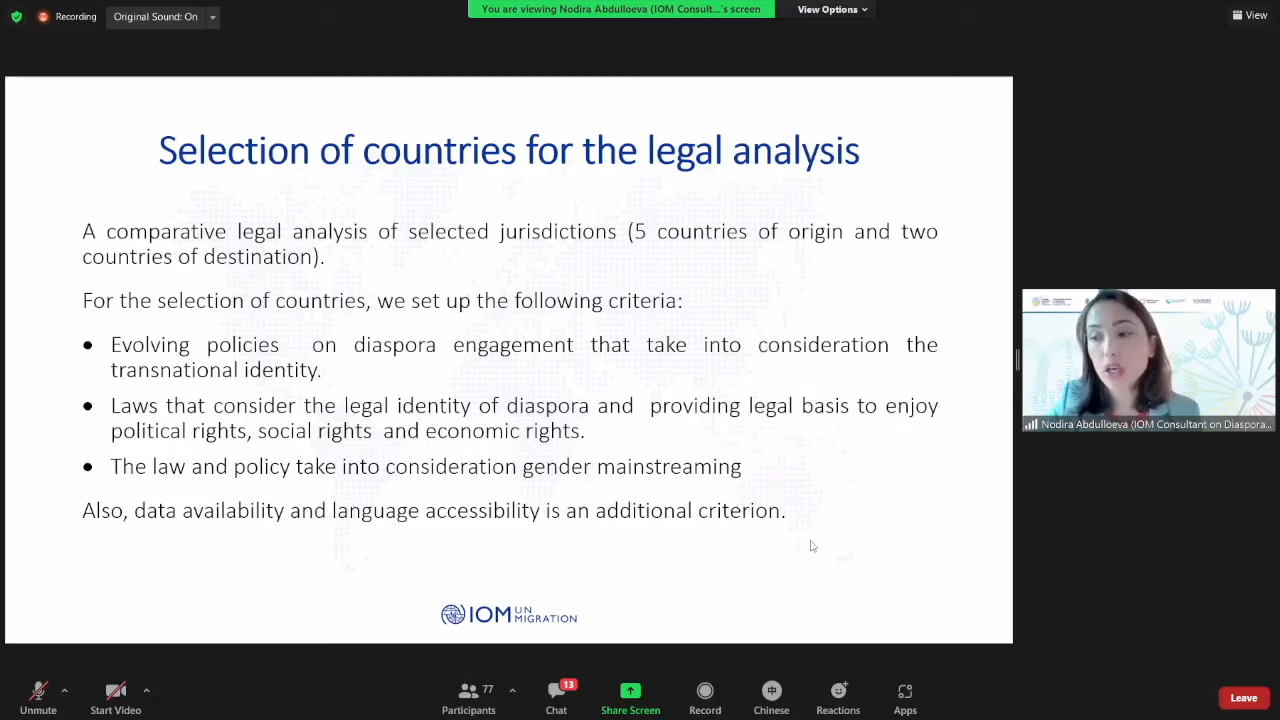 Recording
Original Sound: On
You are viewing Nodira Abdulloeva (IOM Consult...'s screen
View Options
View
Selection of countries for the legal analysis
A comparative legal analysis of selected jurisdictions (5 countries of origin and two
countries of destination).
For the selection of countries, we set up the following criteria:
• Evolving policies on diaspora engagement that take into consideration the
transnational identity.
• Laws that consider the legal identity of diaspora and providing legal basis to enjoy
political rights, social rights and economic rights.
• The law and policy take into consideration gender mainstreaming
Also, data availability and language accessibility is an additional criterion.
IOM UN
MIGRATION
Nodira Abdulloeva (IOM Consultant on Diaspora...
Unmute
Start Video
77
Participants
13
Chat
Share Screen
Record
中
Chinese
Reactions
Apps
Leave